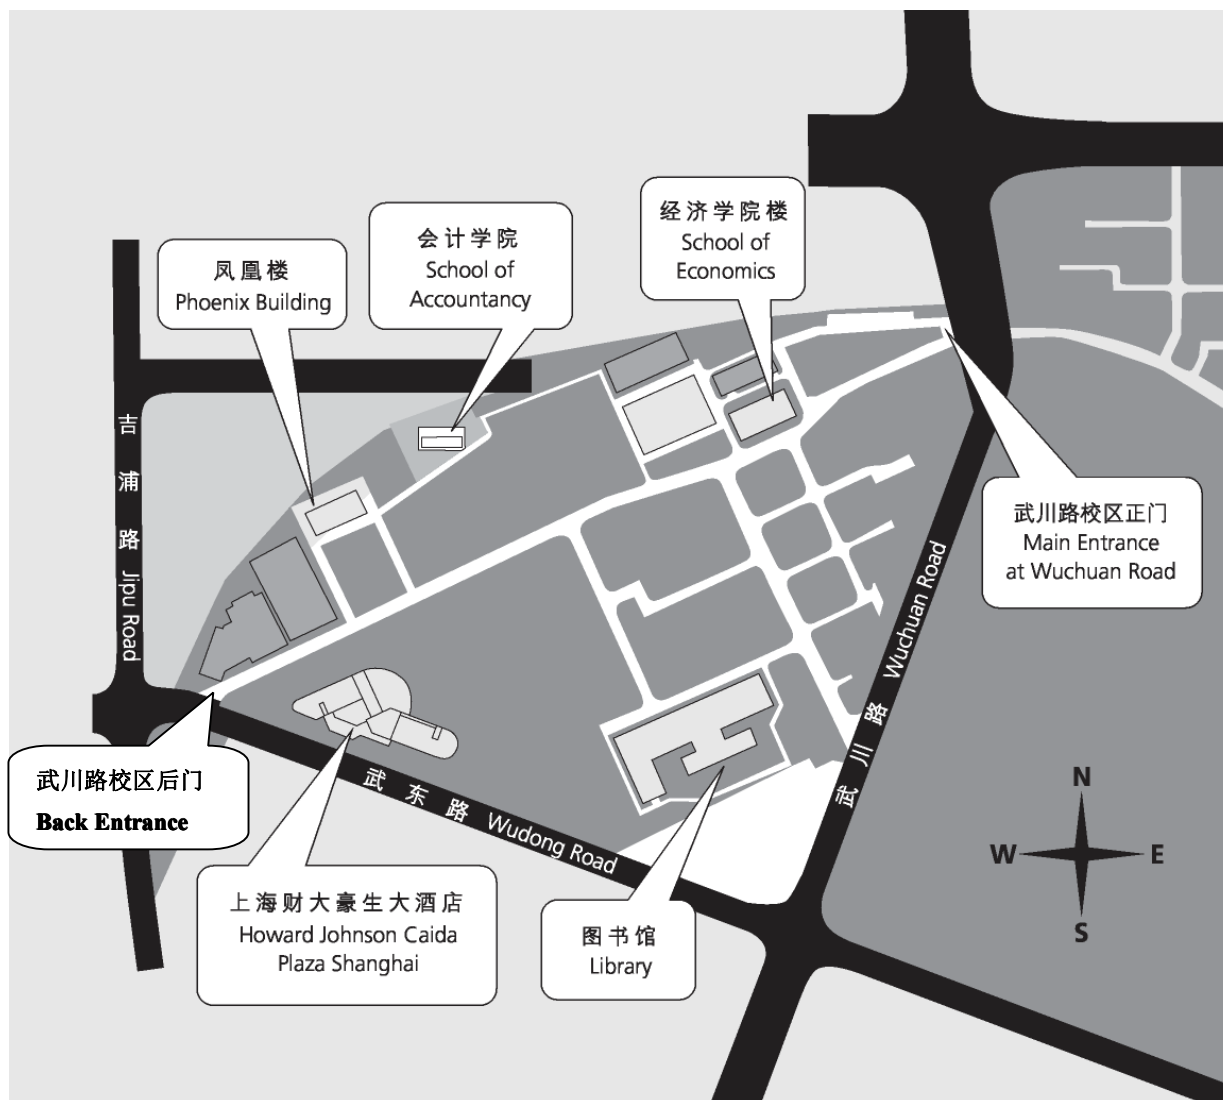 经济学院楼
School of
Economics
会计学院
School of
Accountancy
凤凰楼
Phoenix Building
吉浦路 Jipu Road
武川路校区正门
Main Entrance
at Wuchuan Road
武川路 Wuchuan Road
武川路校区后门
Back Entrance
武东路 Wudong Road
上海财大豪生大酒店
Howard Johnson Caida
Plaza Shanghai
图书馆
Library
N
W E
S